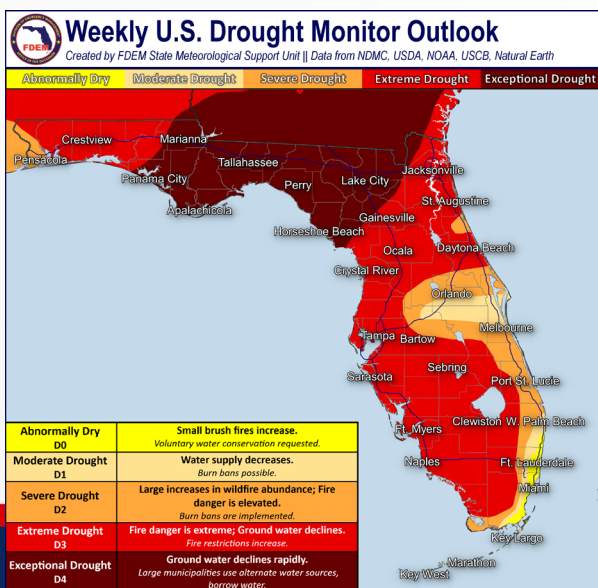 FDEM
Weekly U.S. Drought Monitor Outlook
Created by FDEM State Meteorological Support Unit || Data from NDMC, USDA, NOAA, USCB, Natural Earth
Abnormally Dry Moderate Drought Severe Drought Extreme Drought Exceptional Drought
Crestview
Marianna
Pensacola
Tallahassee
Panama City
Perry
Lake City
Jacksonville
Apalachicola
St. Augustine
Gainesville
Horseshoe Beach
Ocala
Daytona Beach
Crystal River
Orlando
Melbourne
Tampa
Bartow
Sebring
Sarasota
Port St. Lucie
Ft. Myers
Clewiston
W. Palm Beach
Naples
Ft. Lauderdale
Miami
Key Largo
Marathon
Key West
Abnormally Dry
D0
Small brush fires increase.
Voluntary water conservation requested.
Moderate Drought
D1
Water supply decreases.
Burn bans possible.
Severe Drought
D2
Large increases in wildfire abundance; Fire
danger is elevated.
Burn bans are implemented.
Extreme Drought
D3
Fire danger is extreme; Ground water declines.
Fire restrictions increase.
Exceptional Drought
D4
Ground water declines rapidly.
Large municipalities use alternate water sources,
borrow water.